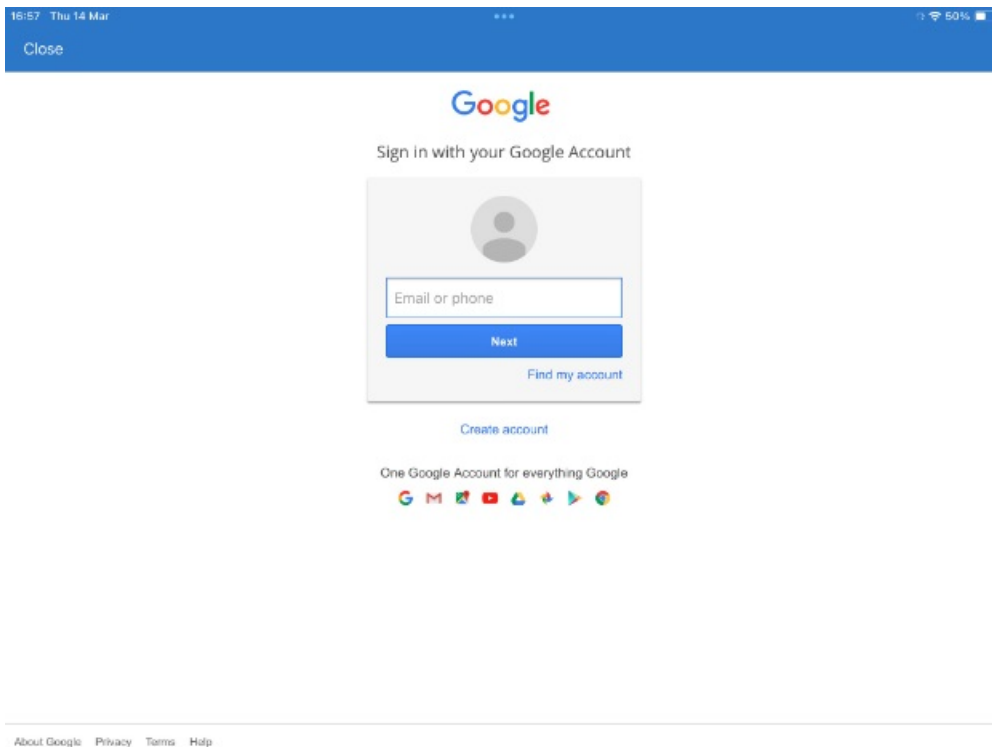 16:57 Thu 14 Mar
50%
Close
Google
Sign in with your Google Account
Email or phone
Next
Find my account
Create account
One Google Account for everything Google
About Google Privacy Terms Help